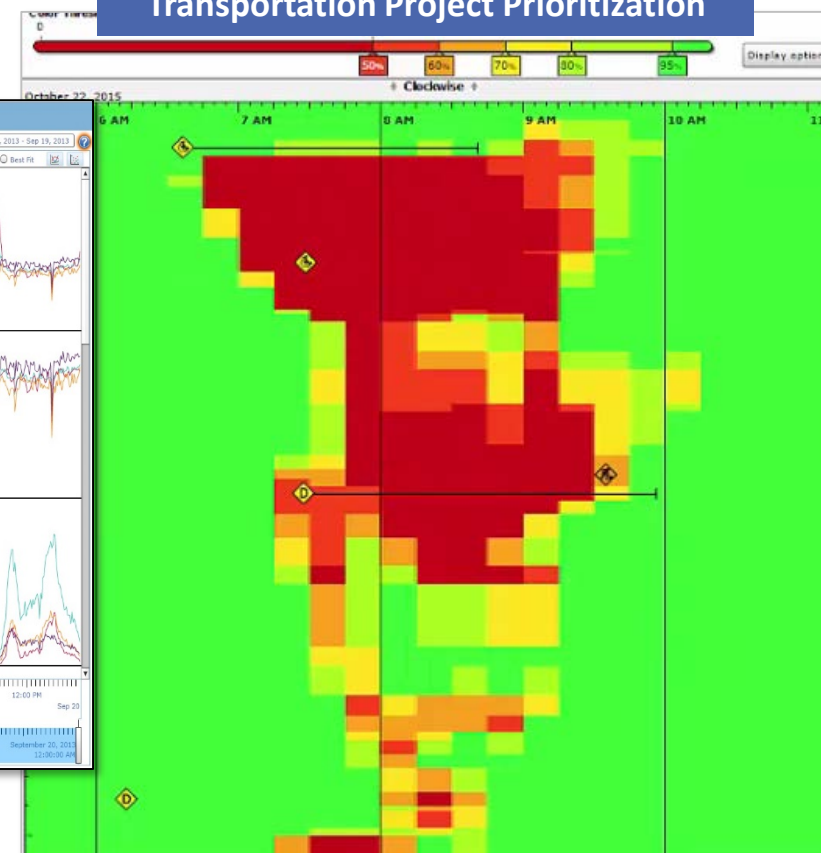 Transportation Project Prioritization
0
50% 60% 70% 80% 95%
Display option
Clockwise
October 22, 2015
6 AM 7 AM 8 AM 9 AM 10 AM 11
2013 - Sep 19, 2013
Best Fit
D
12:00 PM
Sep 20
September 20, 2013
12:00:00 AM
D